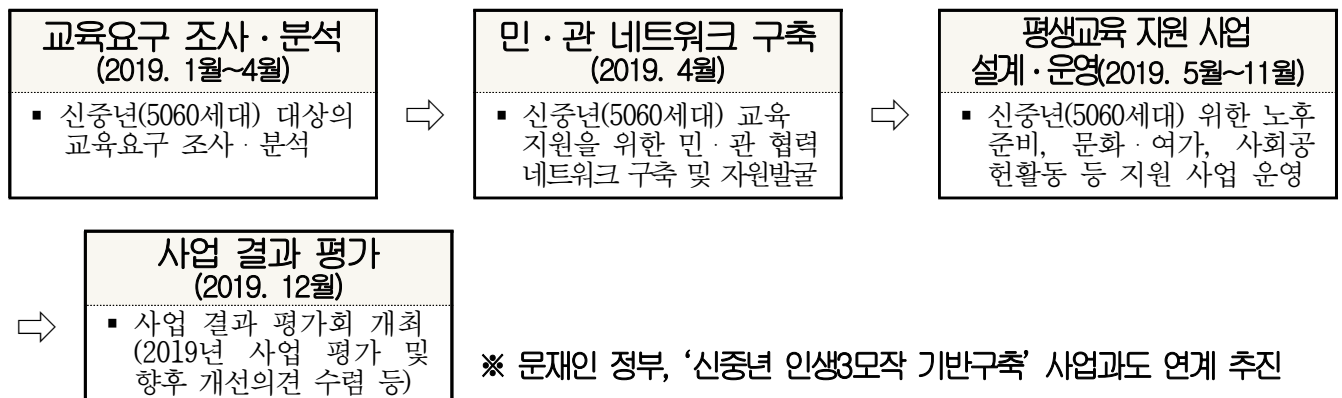 교육요구 조사·분석
(2019. 1월~4월)
▪ 신중년(5060세대) 대상의
교육요구 조사·분석
⇨
민·관 네트워크 구축
(2019. 4월)
▪ 신중년(5060세대) 교육
지원을 위한 민·관 협력
네트워크 구축 및 자원발굴
⇨
평생교육 지원 사업
설계·운영(2019. 5월~11월)
▪ 신중년(5060세대) 위한 노후
준비, 문화·여가, 사회공
헌활동 등 지원 사업 운영
⇨
사업 결과 평가
(2019. 12월)
▪ 사업 결과 평가회 개최
(2019년 사업 평가 및
향후 개선의견 수렴 등)
※ 문재인 정부, ‘신중년 인생3모작 기반구축’ 사업과도 연계 추진